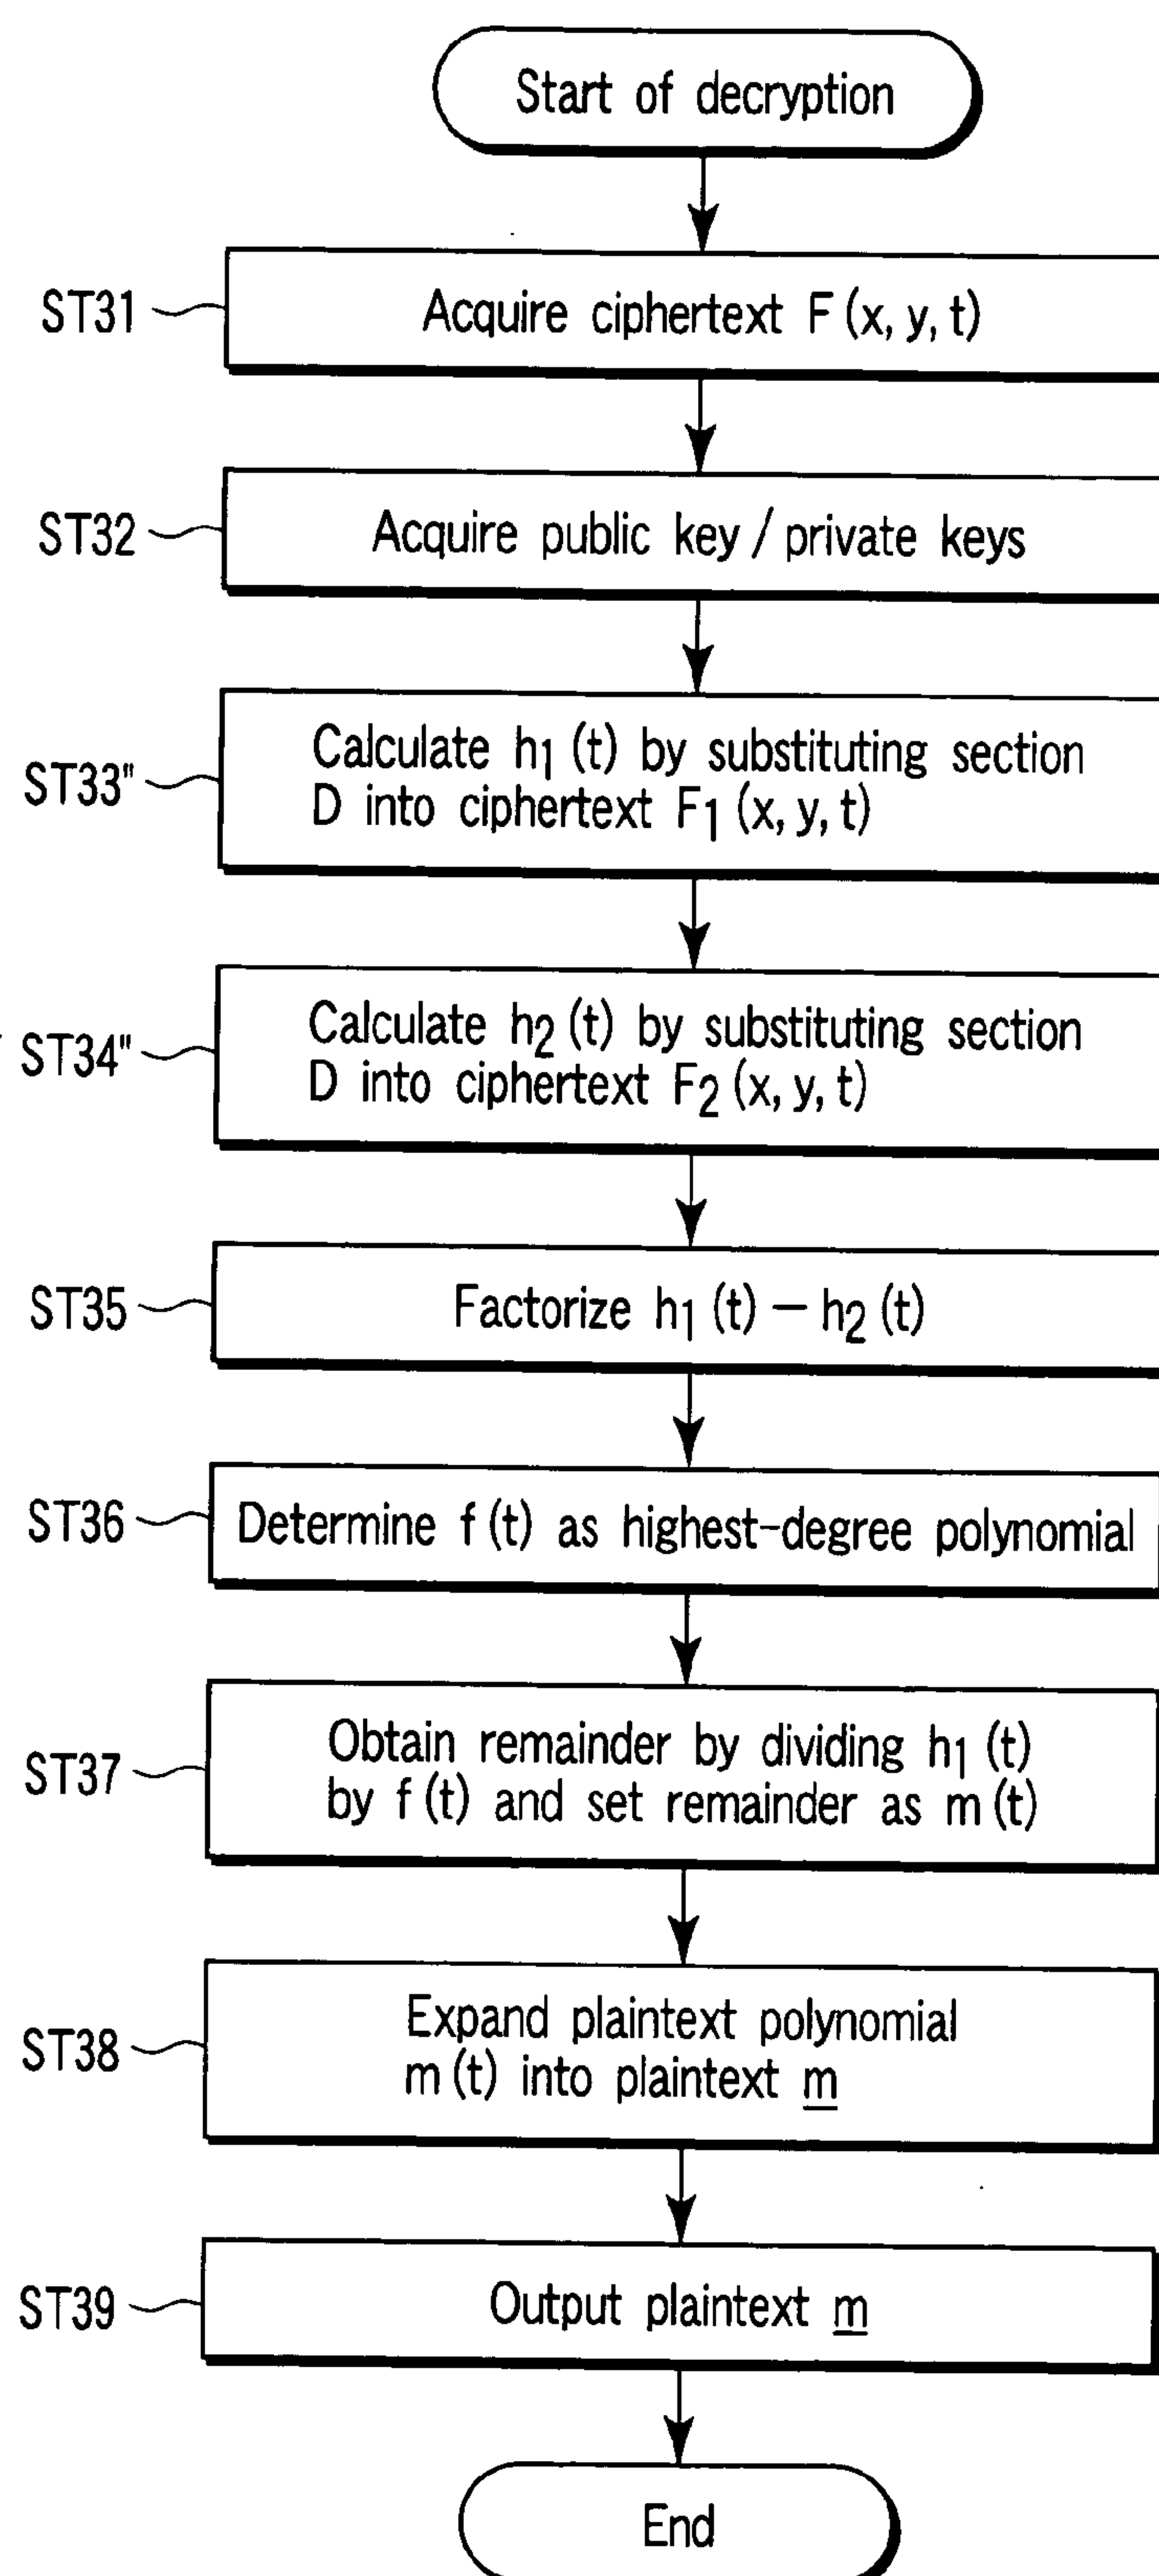 Start of decryption
ST31
Acquire ciphertext F (x, y, t)
ST32
Acquire public key / private keys
ST33"
Calculate h1 (t) by substituting section
D into ciphertext F1 (x, y, t)
ST34"
Calculate h2 (t) by substituting section
D into ciphertext F2 (x, y, t)
ST35
Factorize h1 (t) – h2 (t)
ST36
Determine f (t) as highest-degree polynomial
ST37
Obtain remainder by dividing h1 (t)
by f (t) and set remainder as m (t)
ST38
Expand plaintext polynomial
m (t) into plaintext m
ST39
Output plaintext m
End